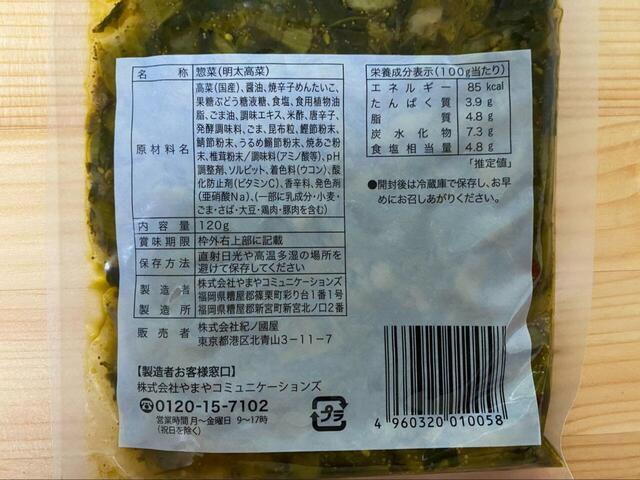 名称 惣菜(明太高菜)
原材料名 高菜(国産)、醤油、焼辛子めんたいこ、
果糖ぶどう糖液糖、食塩、食用植物油
脂、ごま油、調味エキス、米酢、唐辛子、
発酵調味料、ごま、昆布粒、鰹節粉末、
鯖節粉末、うるめ鰯節粉末、焼あご粉
末、椎茸粉末/調味料(アミノ酸等)、pH
調整剤、ソルビット、着色料(ウコン)、酸
化防止剤(ビタミンC)、香辛料、発色剤
(亜硝酸Na)、(一部に乳成分・小麦・
ごま・さば・大豆・鶏肉・豚肉を含む)
内容量 120g
賞味期限 枠外右上部に記載
保存方法 直射日光や高温多湿の場所を
避けて保存してください
製造者 株式会社やまやコミュニケーションズ
福岡県糟屋郡篠栗町彩り台1番1号
製造所 福岡県糟屋郡新宮町新宮北ノ口2番
販売者 株式会社紀ノ國屋
東京都港区北青山3-11-7
【製造者お客様窓口】
株式会社やまやコミュニケーションズ
0120-15-7102
営業時間 月~金曜日 9~17時
(祝日を除く)
プラ
栄養成分表示(100g当たり)
エネルギー 85kcal
たんぱく質 3.9g
脂質 4.8g
炭水化物 7.3g
食塩相当量 4.8g
「推定値」
●開封後は冷蔵庫で保存し、お早
めにお召しあがりください。
4 960320 010058